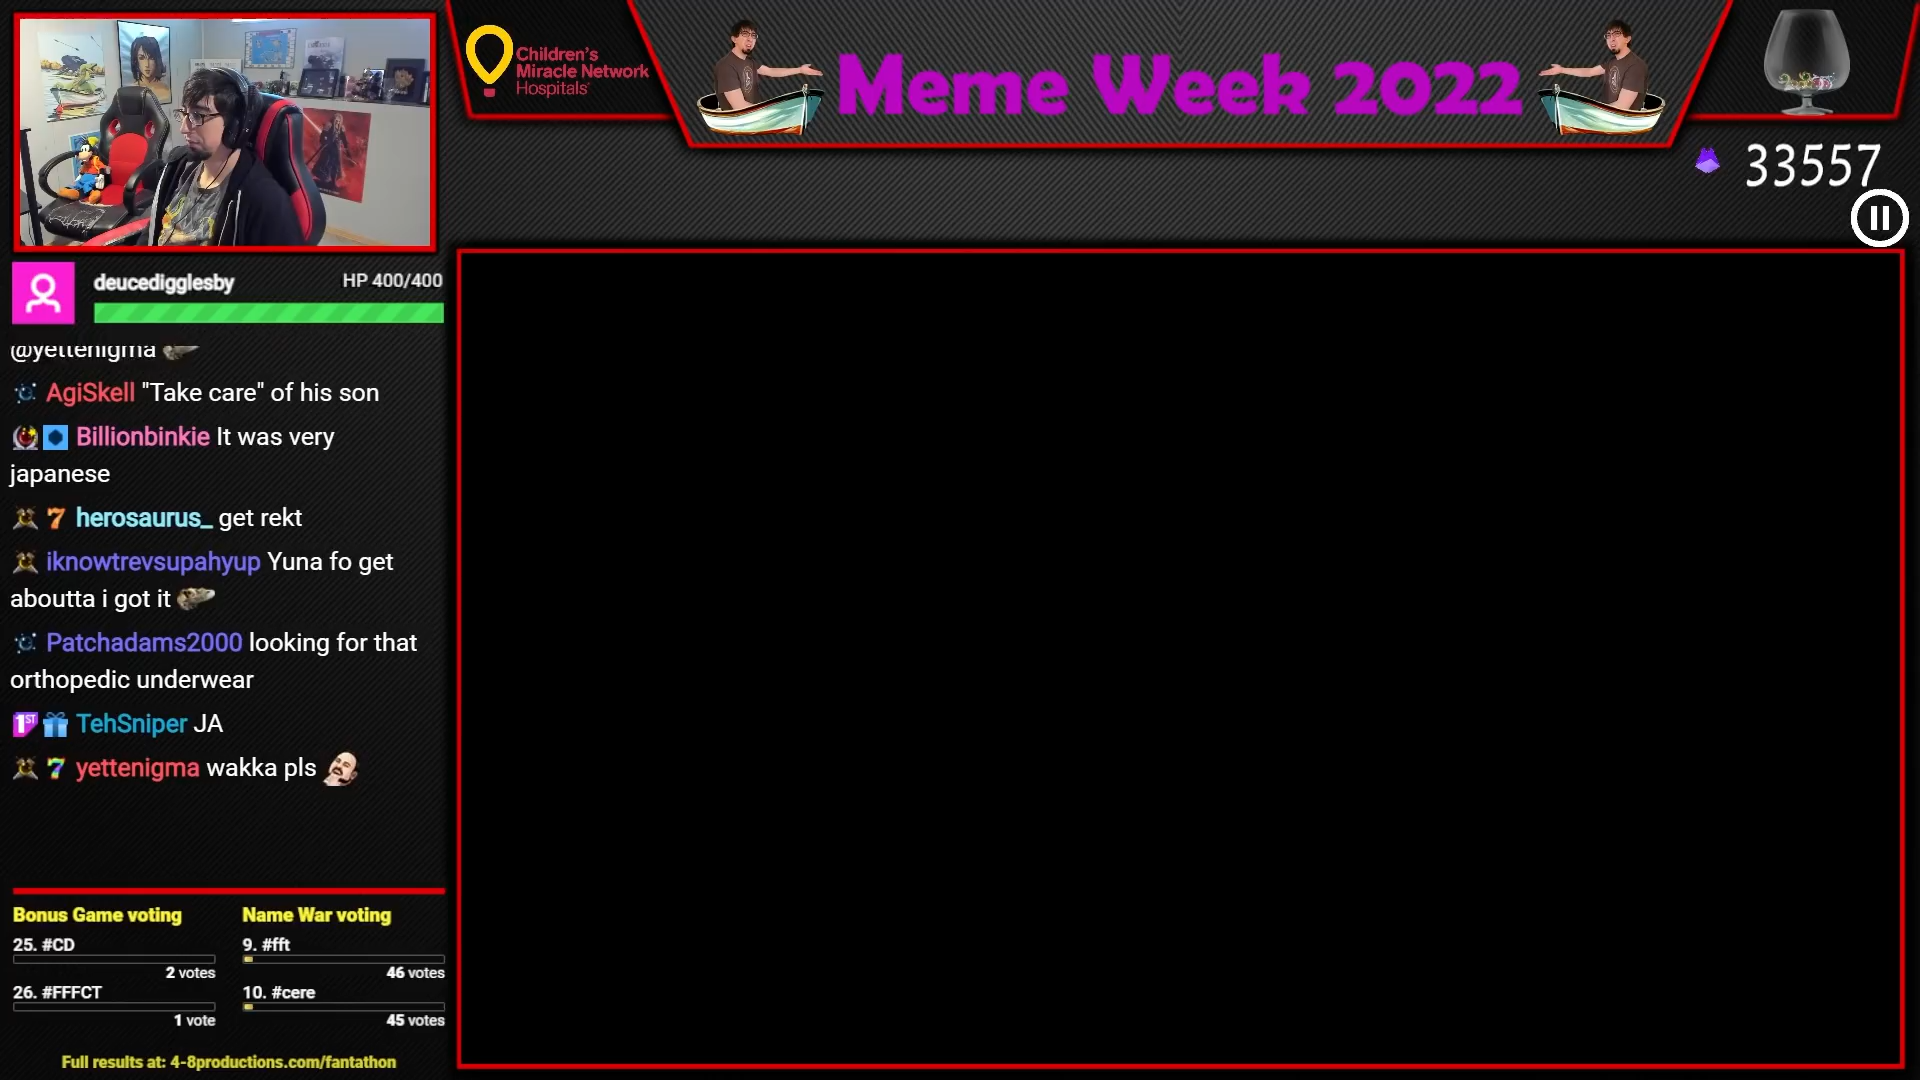 Children's
Miracle Network
Hospitals
Meme Week 2022
33557
deucedigglesby
HP 400/400
@yettenigma
AgiSkell "Take care" of his son
Billionbinkie It was very
japanese
7 herosaurus_ get rekt
iknowtrevsupahyup Yuna fo get
aboutta i got it
Patchadams2000 looking for that
orthopedic underwear
1ST TehSniper JA
7 yettenigma wakka pls
Bonus Game voting
25. #CD
2 votes
26. #FFFCT
1 vote
Name War voting
9. #fft
46 votes
10. #cere
45 votes
Full results at: 4-8productions.com/fantathon